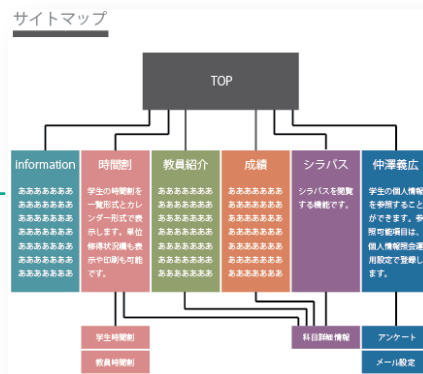 サイトマップ
TOP
information
あああああああ
あああああああ
あああああああ
あああああああ
あああああああ
あああああああ
時間割
学生の時間割を
一覧形式とカレ
ンダー形式で表
示します。単位
修得状況欄も表
示や印刷も可能
です。
教員紹介
あああああああ
あああああああ
あああああああ
あああああああ
あああああああ
あああああああ
成績
あああああああ
あああああああ
あああああああ
あああああああ
あああああああ
あああああああ
シラバス
シラバスを閲覧
する機能です。
仲澤義広
学生の個人情報
を参照すること
ができます。参
照可能項目は、
個人情報照会運
用設定で登録し
ます。
学生時間割
教員時間割
科目詳細情報
アンケート
メール設定